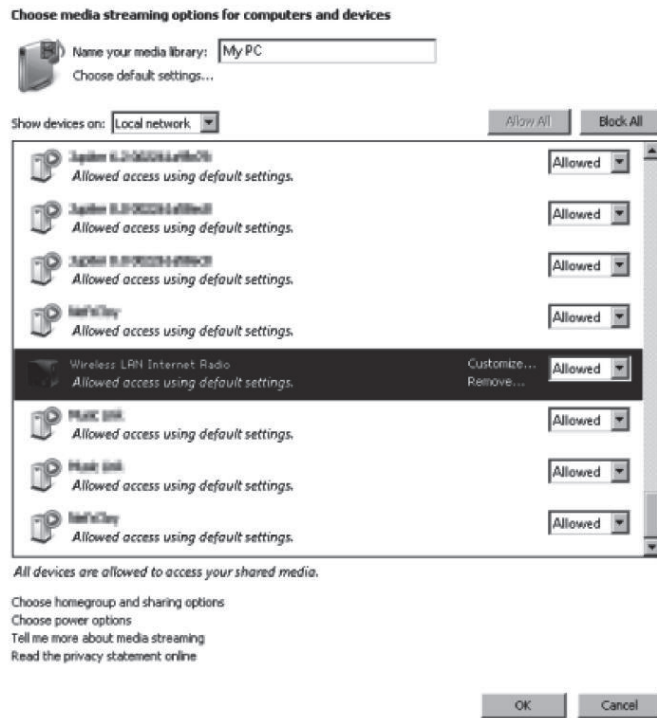 Choose media streaming options for computers and devices
Name your media library: My PC
Choose default settings...
Show devices on: Local network Allow All Block All
Allowed
Allowed access using default settings.
Allowed
Allowed access using default settings.
Allowed
Allowed access using default settings.
Allowed
Allowed access using default settings.
Wireless LAN Internet Radio Customize... Allowed
Allowed access using default settings. Remove...
Allowed
Allowed access using default settings.
Allowed
Allowed access using default settings.
Allowed
Allowed access using default settings.
All devices are allowed to access your shared media.
Choose homegroup and sharing options
Choose power options
Tell me more about media streaming
Read the privacy statement online
OK Cancel